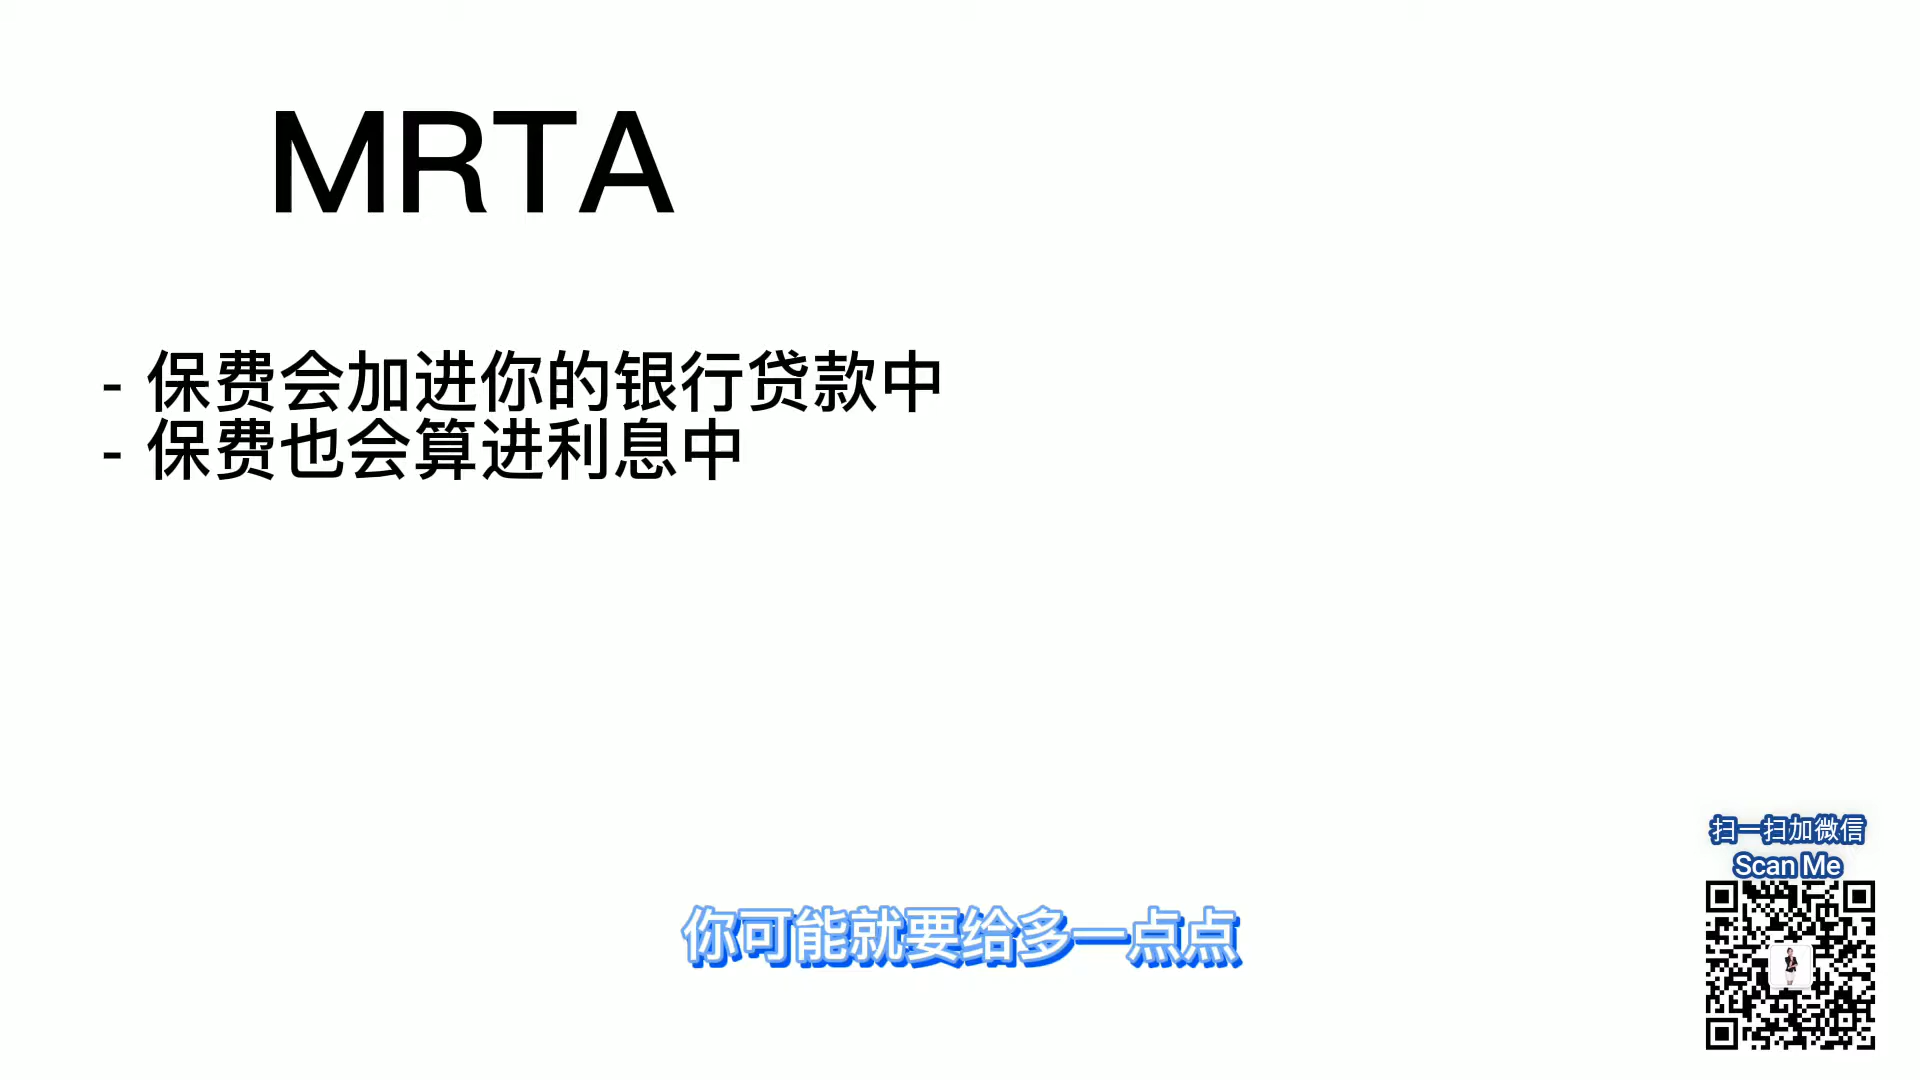 MRTA
- 保费会加进你的银行贷款中
- 保费也会算进利息中
扫一扫加微信
Scan Me
你可能就要给多一点点